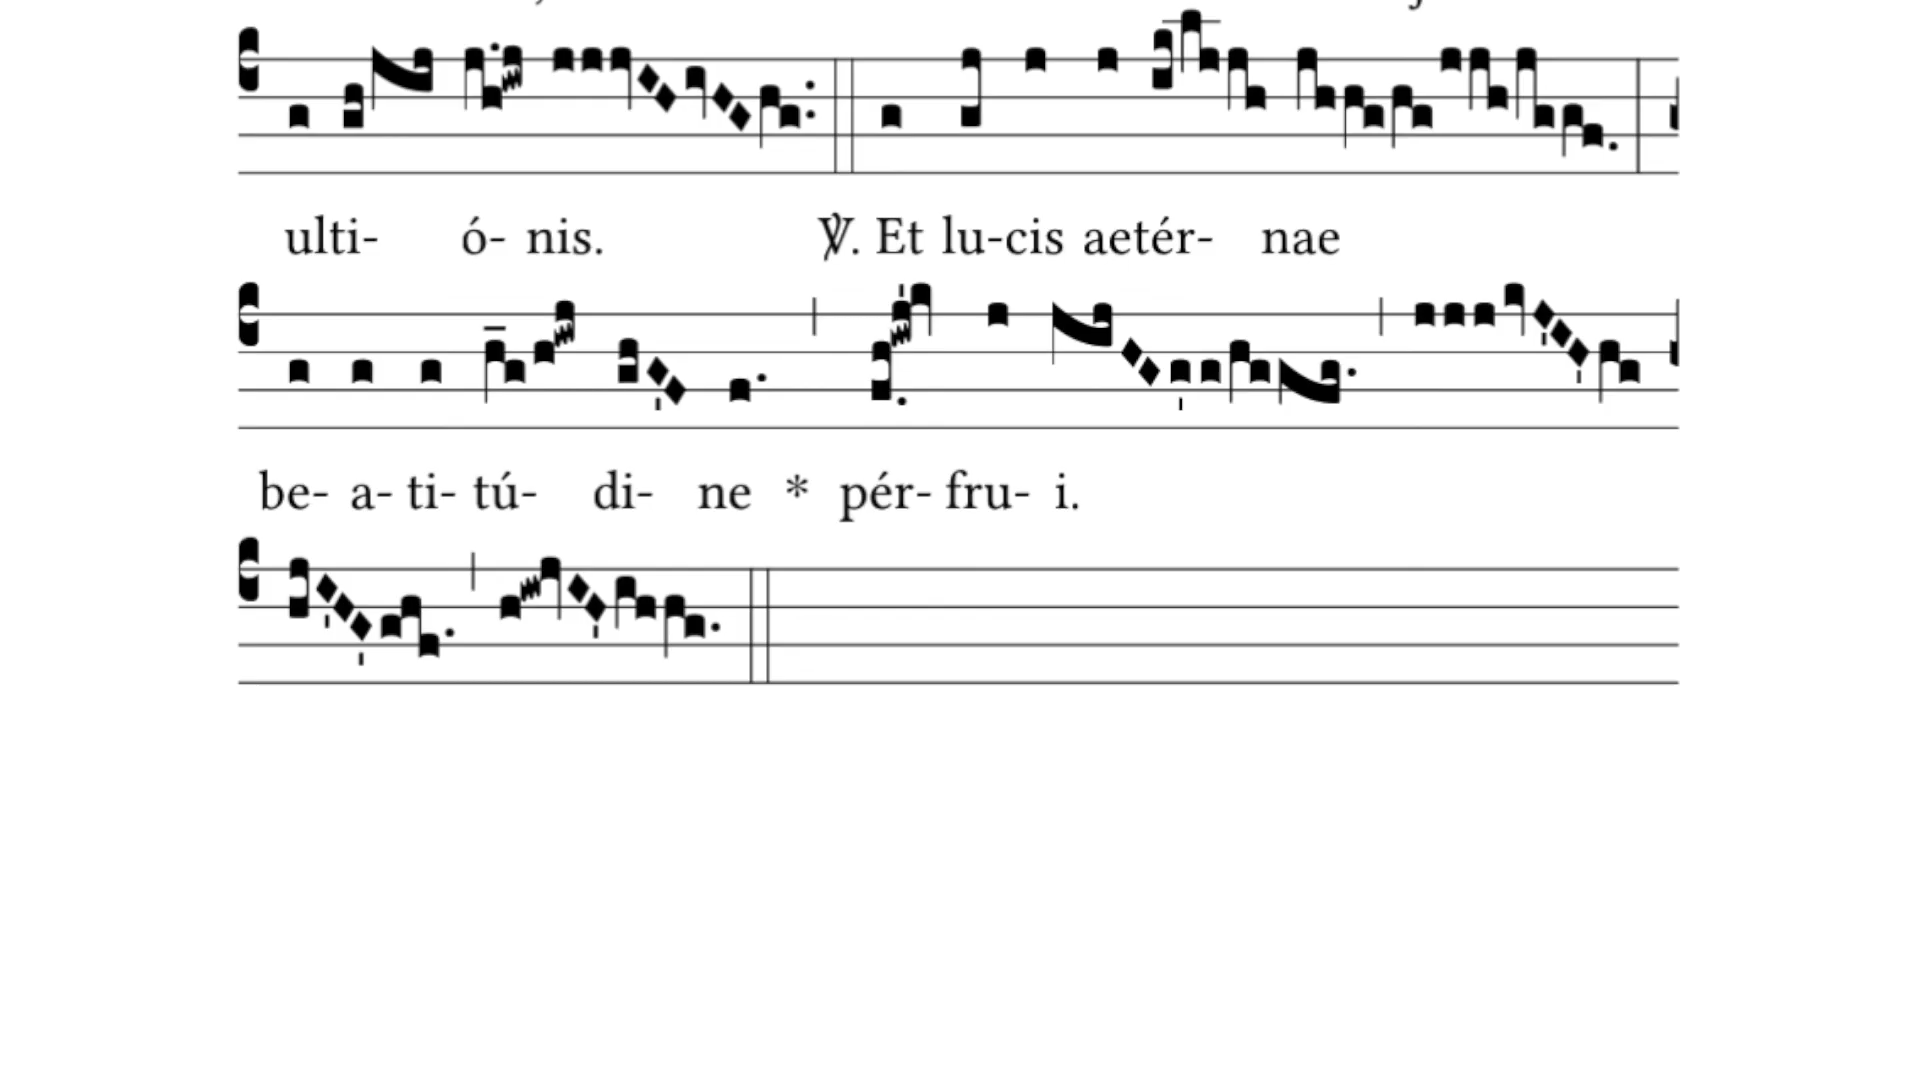 ulti- ó- nis. ℣. Et lu-cis aetér- nae
be- a- ti- tú- di- ne * pér- fru- i.